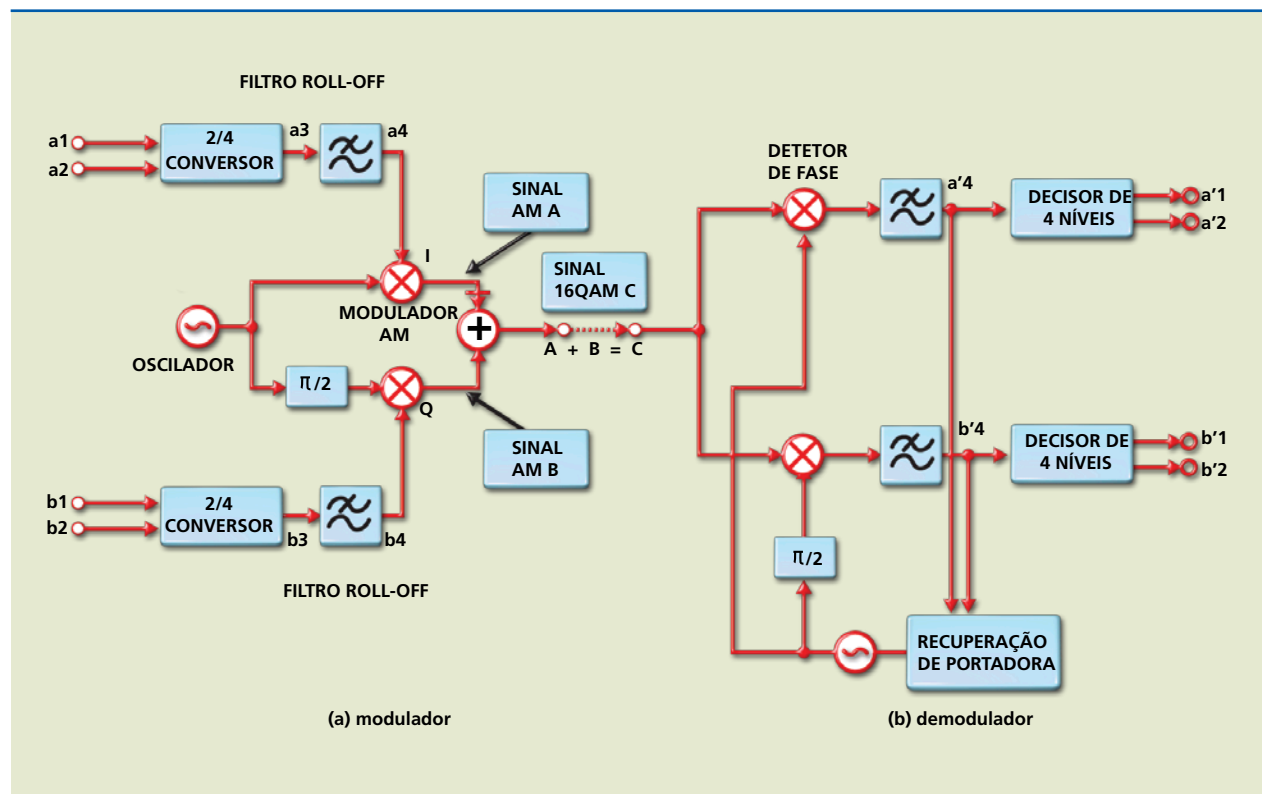 FILTRO ROLL-OFF
a1
a2
2/4
CONVERSOR
a3
a4
SINAL
AM A
I
MODULADOR
AM
OSCILADOR
π/2
Q
SINAL
16QAM C
A + B = C
SINAL
AM B
b1
b2
2/4
CONVERSOR
b3
b4
FILTRO ROLL-OFF
(a) modulador
DETETOR
DE FASE
a'4
DECISOR DE
4 NÍVEIS
a'1
a'2
b'4
DECISOR DE
4 NÍVEIS
b'1
b'2
π/2
RECUPERAÇÃO
DE PORTADORA
(b) demodulador